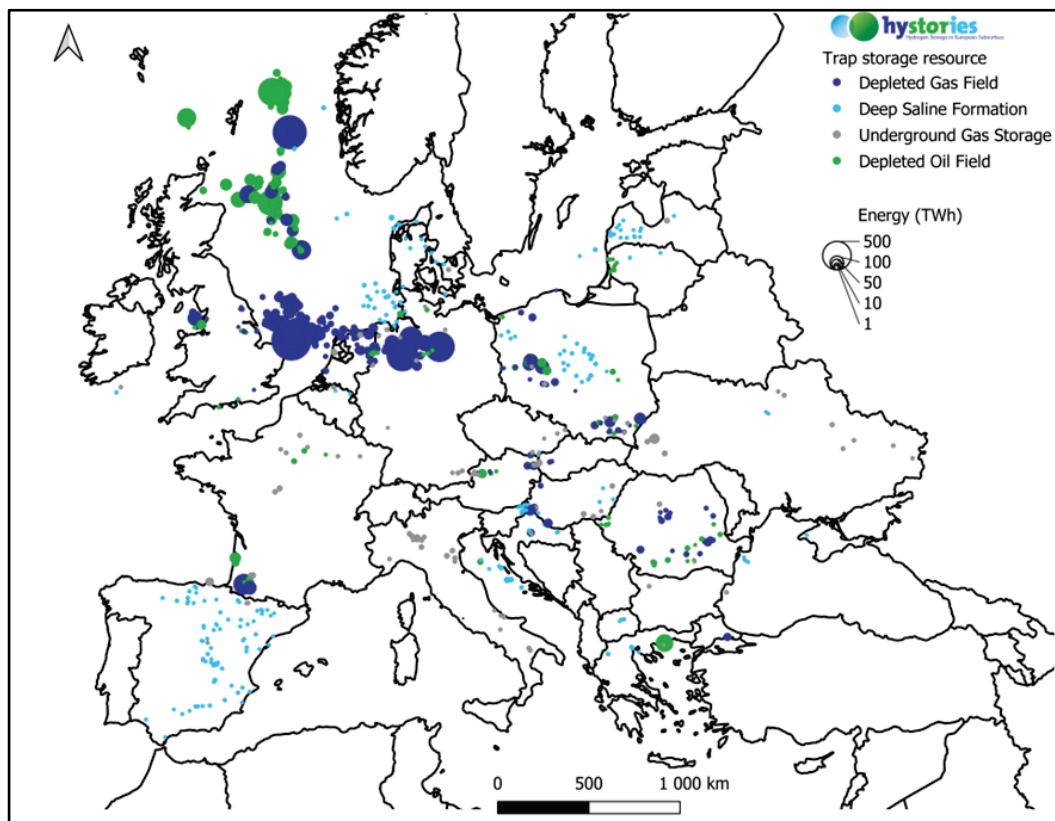 hystories
Hydrogen Storage in European Subsurface
Trap storage resource
Depleted Gas Field
Deep Saline Formation
Underground Gas Storage
Depleted Oil Field
Energy (TWh)
500
100
50
10
1
0 500 1 000 km